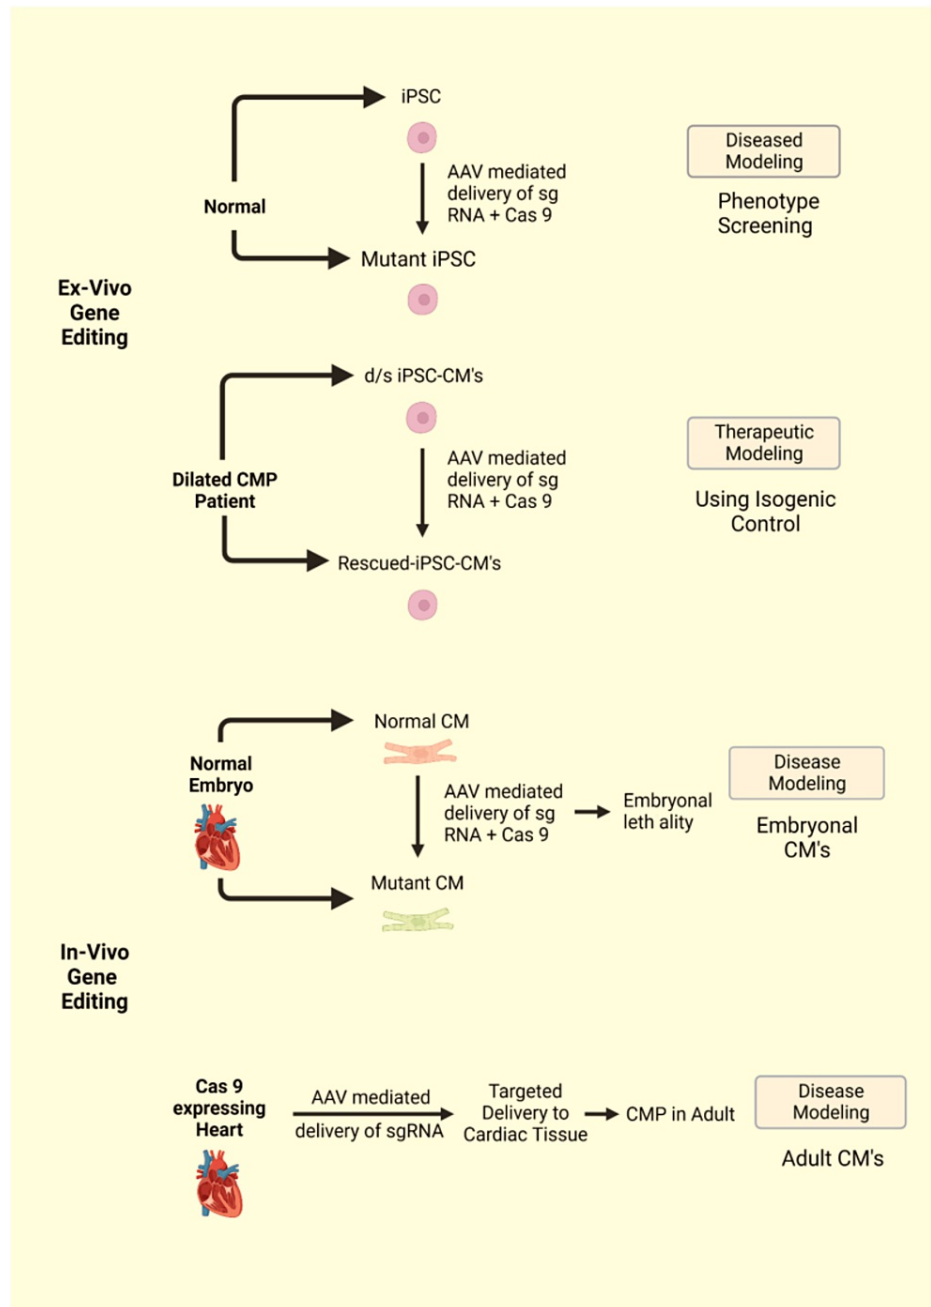 iPSC
AAV mediated
delivery of sg
RNA + Cas 9
Normal
Mutant iPSC
Diseased
Modeling
Phenotype
Screening
Ex-Vivo
Gene
Editing
d/s iPSC-CM's
AAV mediated
delivery of sg
RNA + Cas 9
Dilated CMP
Patient
Rescued-iPSC-CM's
Therapeutic
Modeling
Using Isogenic
Control
Normal CM
Normal
Embryo
AAV mediated
delivery of sg
RNA + Cas 9
Embryonal
leth ality
Mutant CM
Disease
Modeling
Embryonal
CM's
In-Vivo
Gene
Editing
Cas 9
expressing
Heart
AAV mediated
delivery of sgRNA
Targeted
Delivery to
Cardiac Tissue
CMP in Adult
Disease
Modeling
Adult CM's